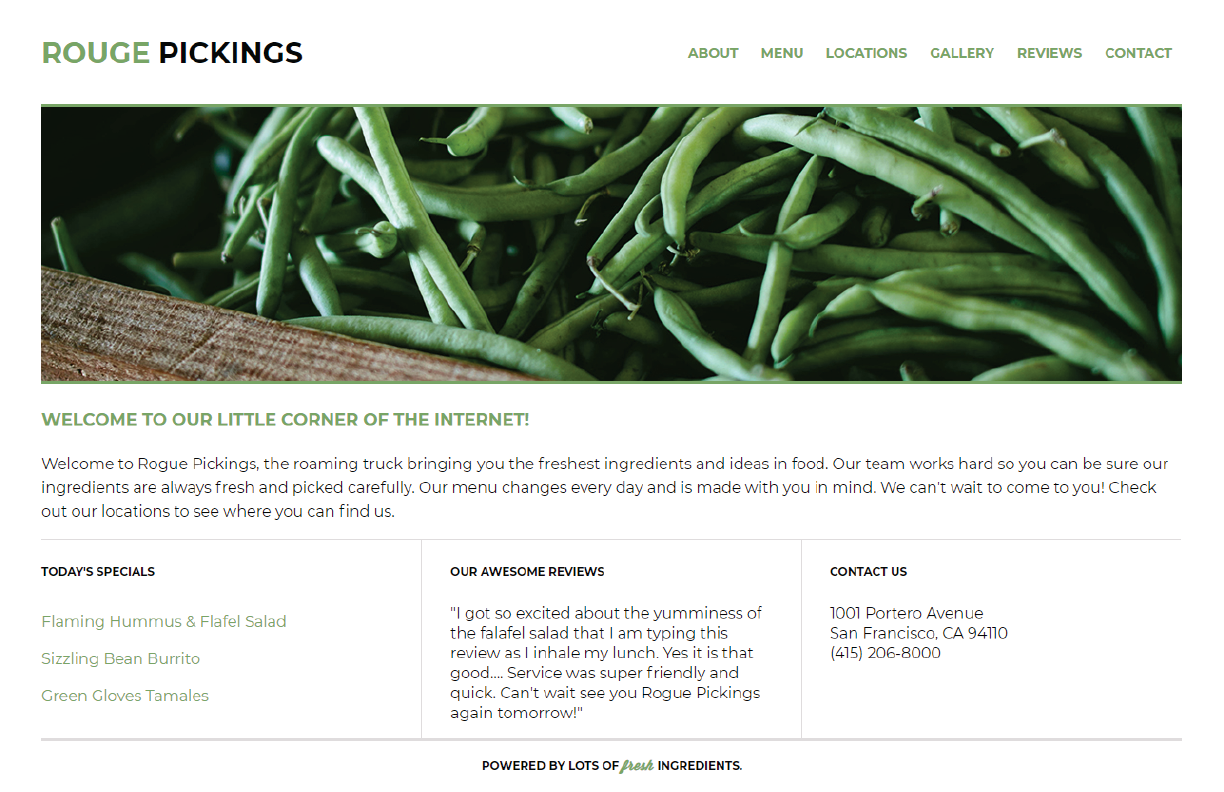 ROUGE PICKINGS
ABOUT MENU LOCATIONS GALLERY REVIEWS CONTACT
WELCOME TO OUR LITTLE CORNER OF THE INTERNET!
Welcome to Rogue Pickings, the roaming truck bringing you the freshest ingredients and ideas in food. Our team works hard so you can be sure our
ingredients are always fresh and picked carefully. Our menu changes every day and is made with you in mind. We can't wait to come to you! Check
out our locations to see where you can find us.
TODAY'S SPECIALS
Flaming Hummus & Flafel Salad
Sizzling Bean Burrito
Green Gloves Tamales
OUR AWESOME REVIEWS
"I got so excited about the yumminess of
the falafel salad that I am typing this
review as I inhale my lunch. Yes it is that
good.... Service was super friendly and
quick. Can't wait see you Rogue Pickings
again tomorrow!"
CONTACT US
1001 Portero Avenue
San Francisco, CA 94110
(415) 206-8000
POWERED BY LOTS OF fresh INGREDIENTS.